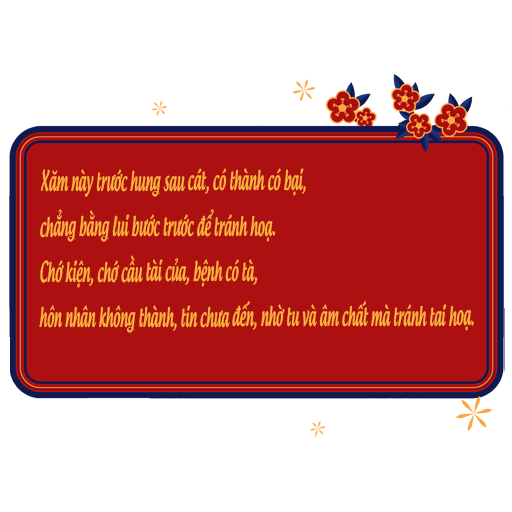 Xăm này trước hung sau cát, có thành có bại,
chẳng bằng lui bước trước để tránh hoạ.
Chớ kiện, chớ cầu tài của, bệnh có tà,
hôn nhân không thành, tin chưa đến, nhờ tu và âm chất mà tránh tai hoạ.